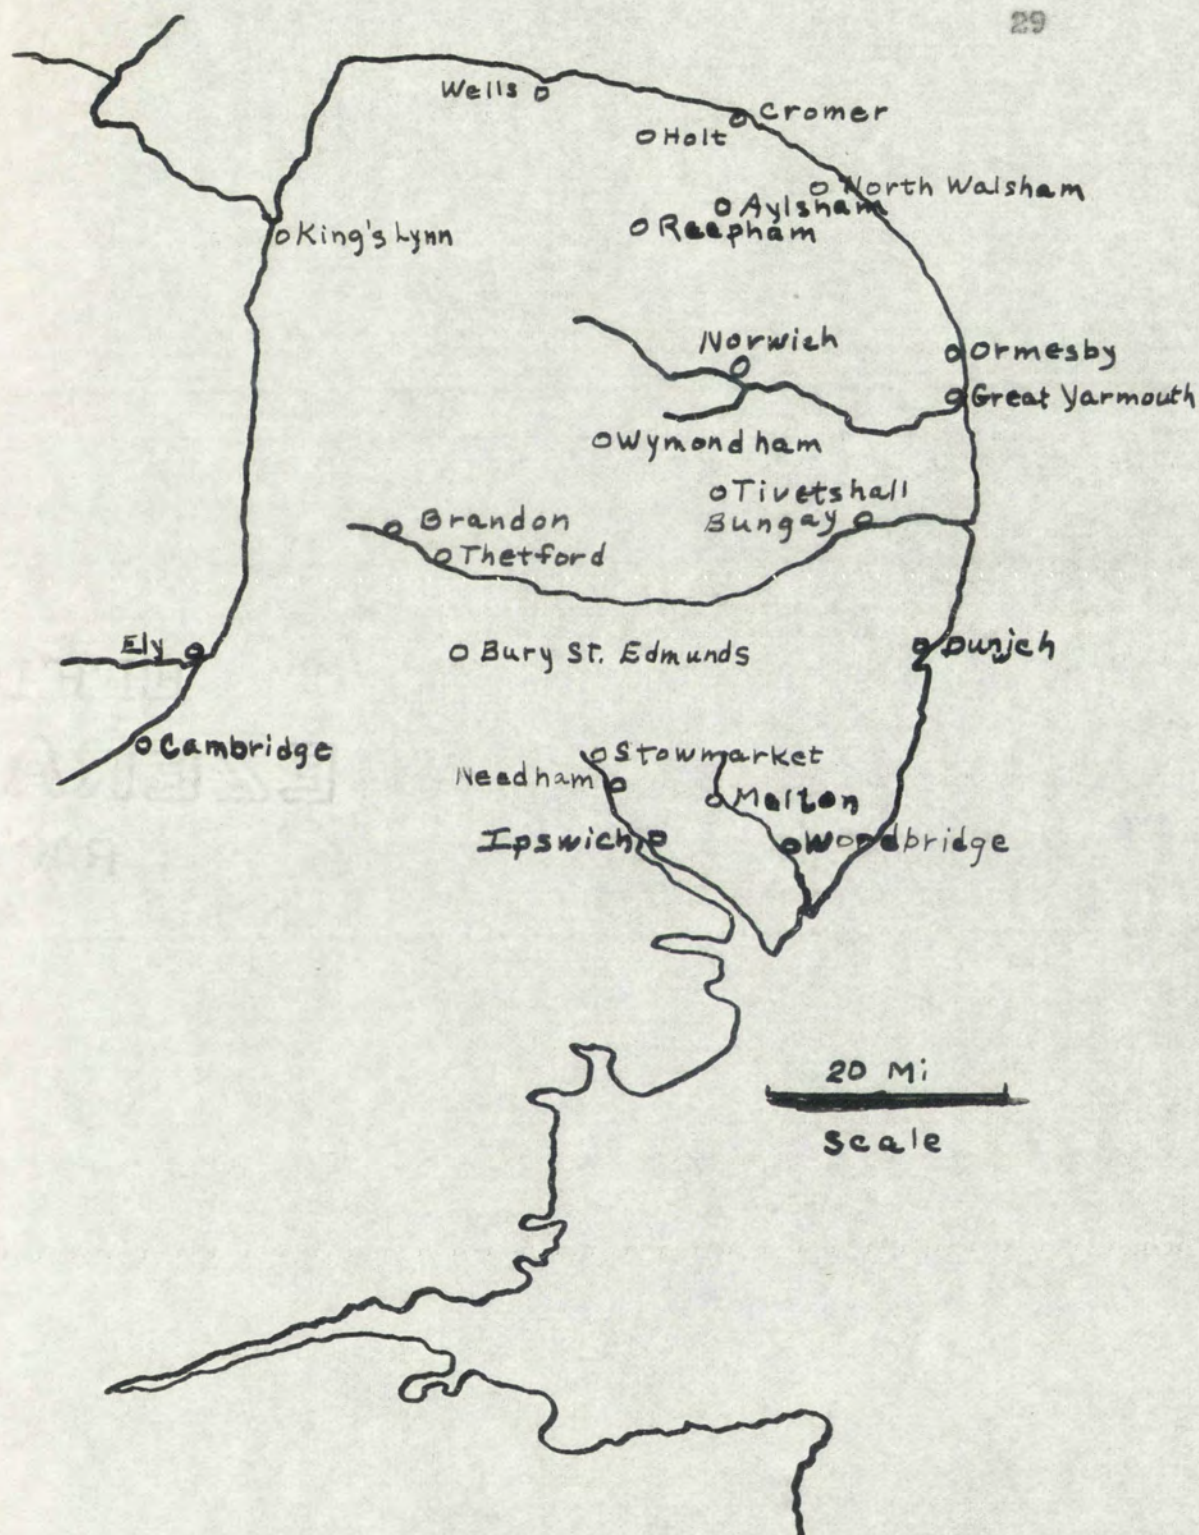 29
Wells
Cromer
Holt
North Walsham
Aylsham
Reepham
King's Lynn
Norwich
Ormesby
Great Yarmouth
Wymondham
Tivetshall
Brandon
Bungay
Thetford
Ely
Bury St. Edmunds
Cambridge
Stowmarket
Needham
Melton
Ipswich
Woodbridge
20 Mi
Scale